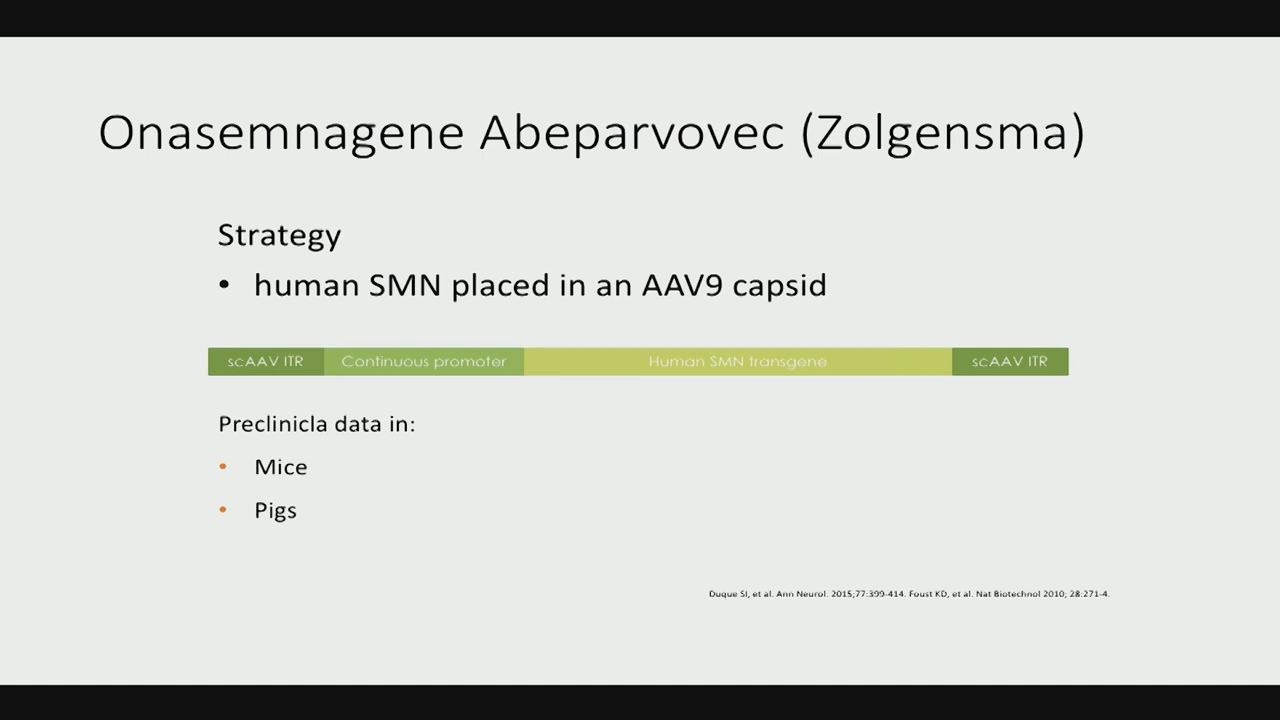 Onasemnagene Abeparvovec (Zolgensma)
Strategy
• human SMN placed in an AAV9 capsid
scAAV ITR Continuous promoter Human SMN transgene scAAV ITR
Preclinicla data in:
• Mice
• Pigs
Duque SI, et al. Ann Neurol. 2015;77:399-414. Foust KD, et al. Nat Biotechnol 2010; 28:271-4.